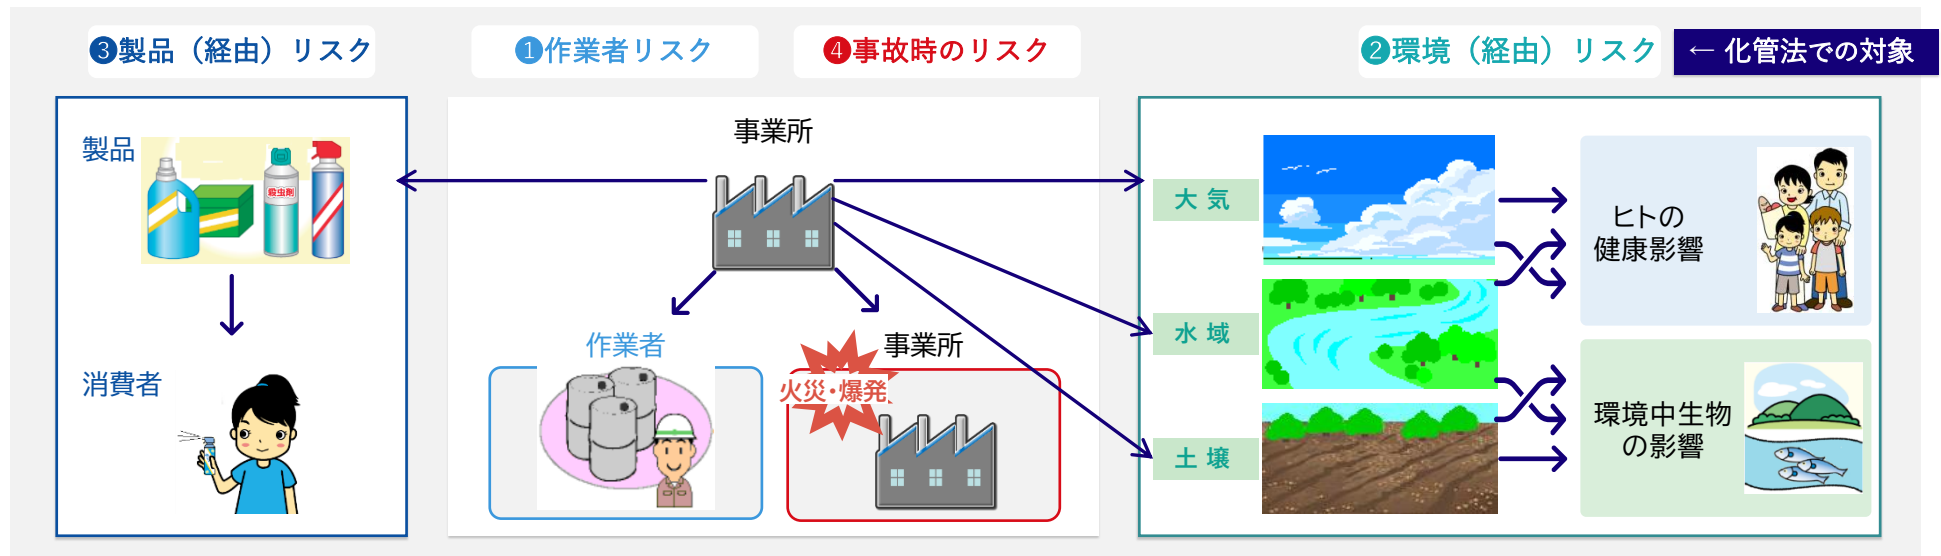 ❸製品（経由）リスク
❶作業者リスク
❹事故時のリスク
❷環境（経由）リスク
← 化管法での対象
製品
殺虫剤
消費者
事業所
作業者
事業所
火災・爆発
大気
水域
土壌
ヒトの
健康影響
環境中生物
の影響